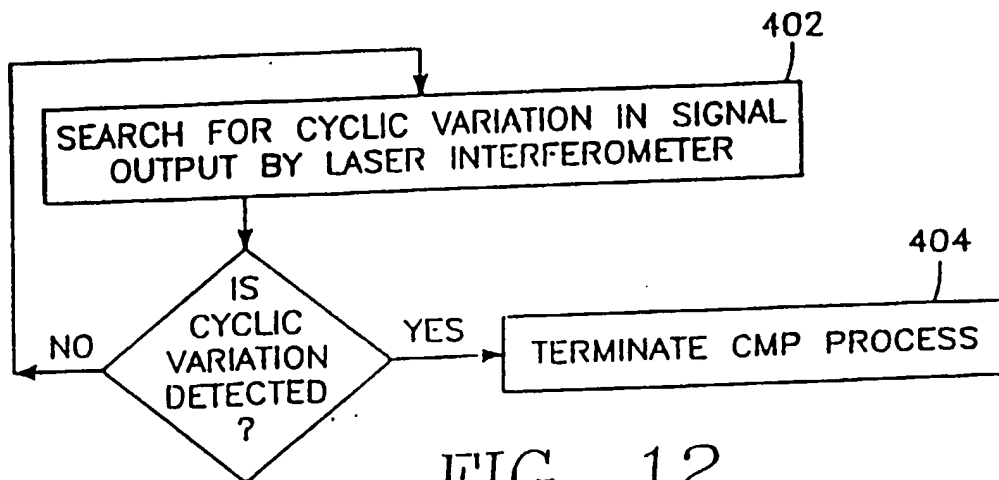 402
SEARCH FOR CYCLIC VARIATION IN SIGNAL
OUTPUT BY LASER INTERFEROMETER
IS
CYCLIC
VARIATION
DETECTED
?
NO
YES
404
TERMINATE CMP PROCESS
FIG. 12